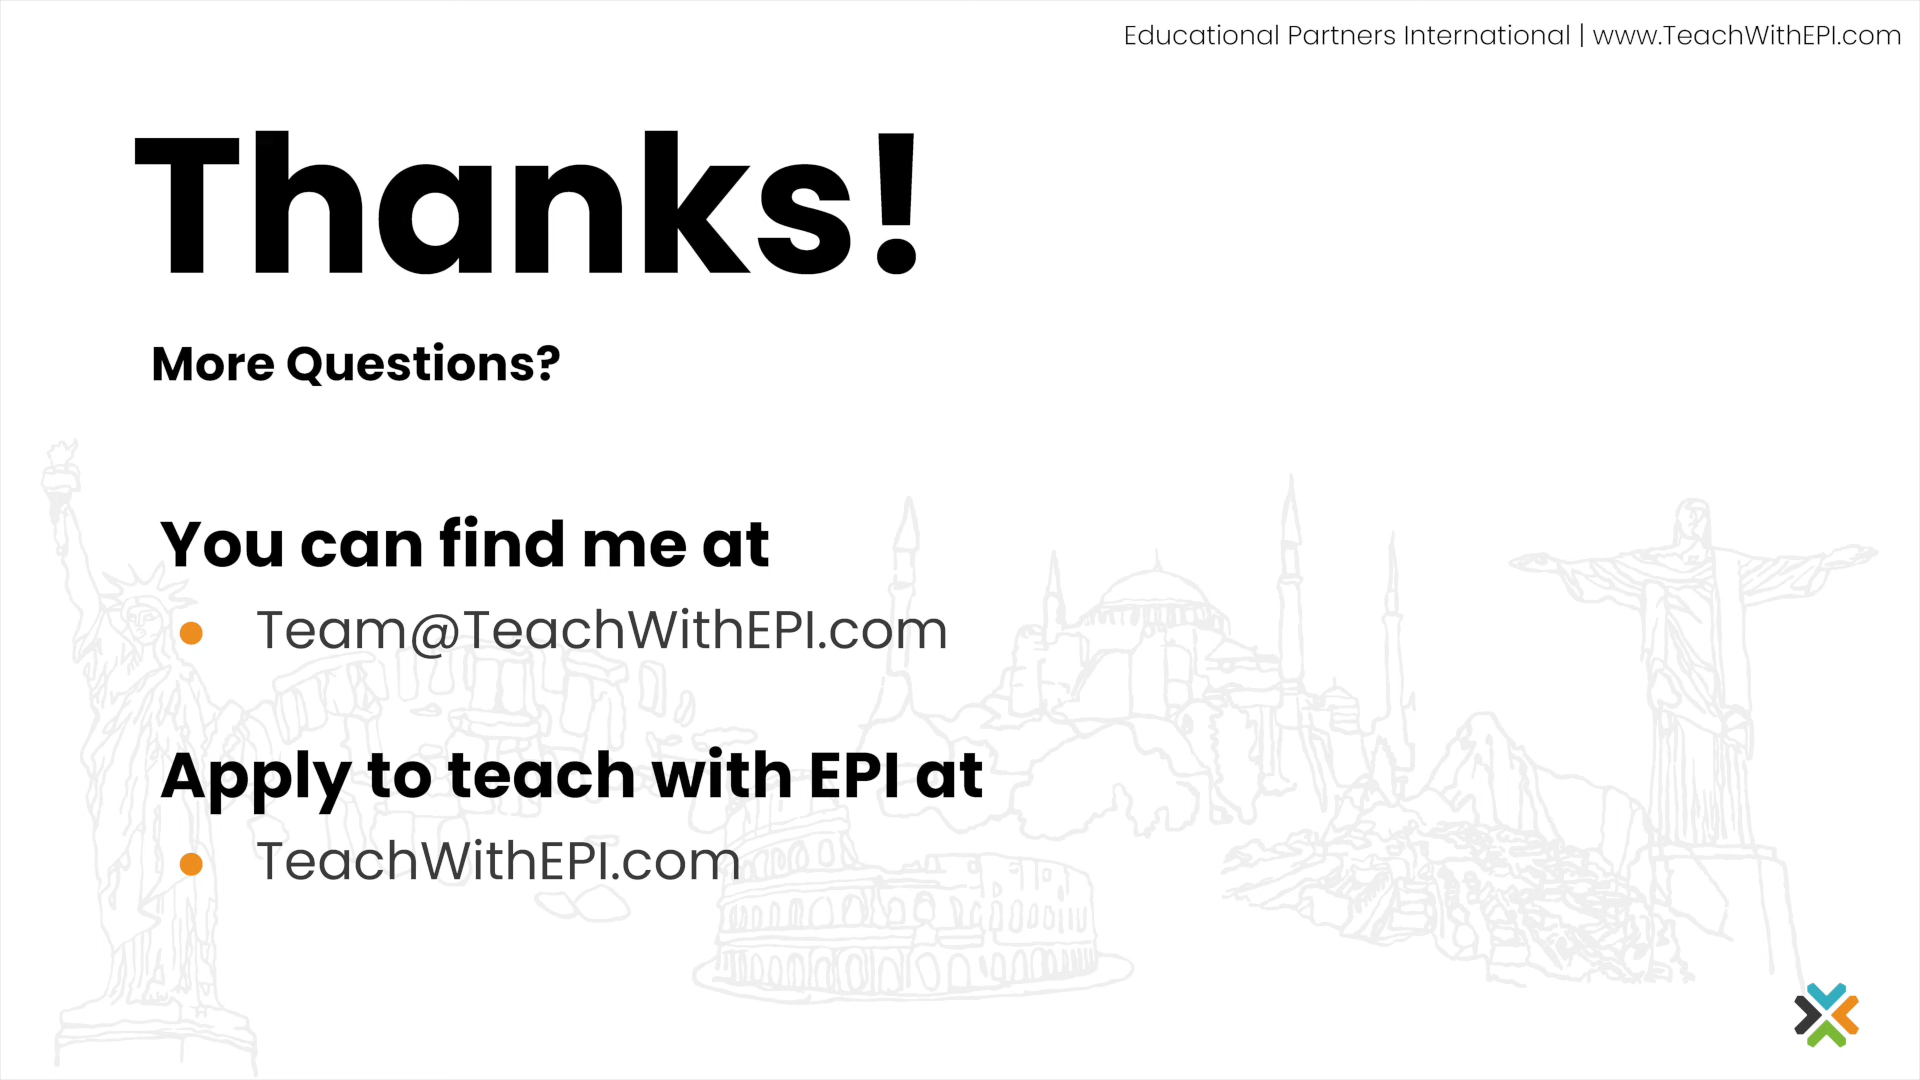 Educational Partners International | www.TeachWithEPI.com
Thanks!
More Questions?
You can find me at
Team@TeachWithEPI.com
Apply to teach with EPI at
TeachWithEPI.com